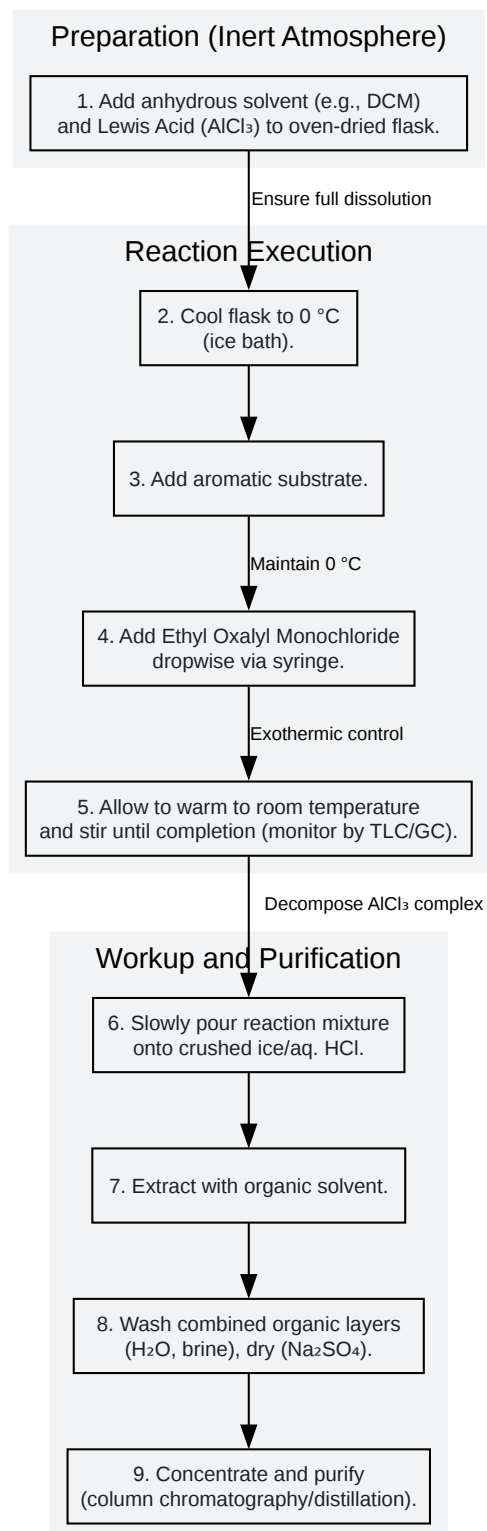 Preparation (Inert Atmosphere)
1. Add anhydrous solvent (e.g., DCM)
and Lewis Acid (AlCl₃) to oven-dried flask.
Ensure full dissolution
Reaction Execution
2. Cool flask to 0 °C
(ice bath).
3. Add aromatic substrate.
Maintain 0 °C
4. Add Ethyl Oxalyl Monochloride
dropwise via syringe.
Exothermic control
5. Allow to warm to room temperature
and stir until completion (monitor by TLC/GC).
Decompose AlCl₃ complex
Workup and Purification
6. Slowly pour reaction mixture
onto crushed ice/aq. HCl.
7. Extract with organic solvent.
8. Wash combined organic layers
(H₂O, brine), dry (Na₂SO₄).
9. Concentrate and purify
(column chromatography/distillation).